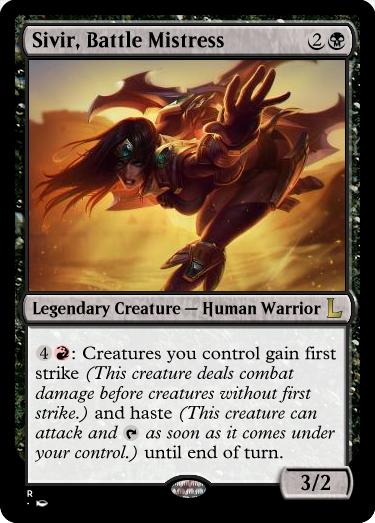 Sivir, Battle Mistress 2
Legendary Creature — Human Warrior L
4 : Creatures you control gain first
strike (This creature deals combat
damage before creatures without first
strike.) and haste (This creature can
attack and as soon as it comes under
your control.) until end of turn.
3/2
R